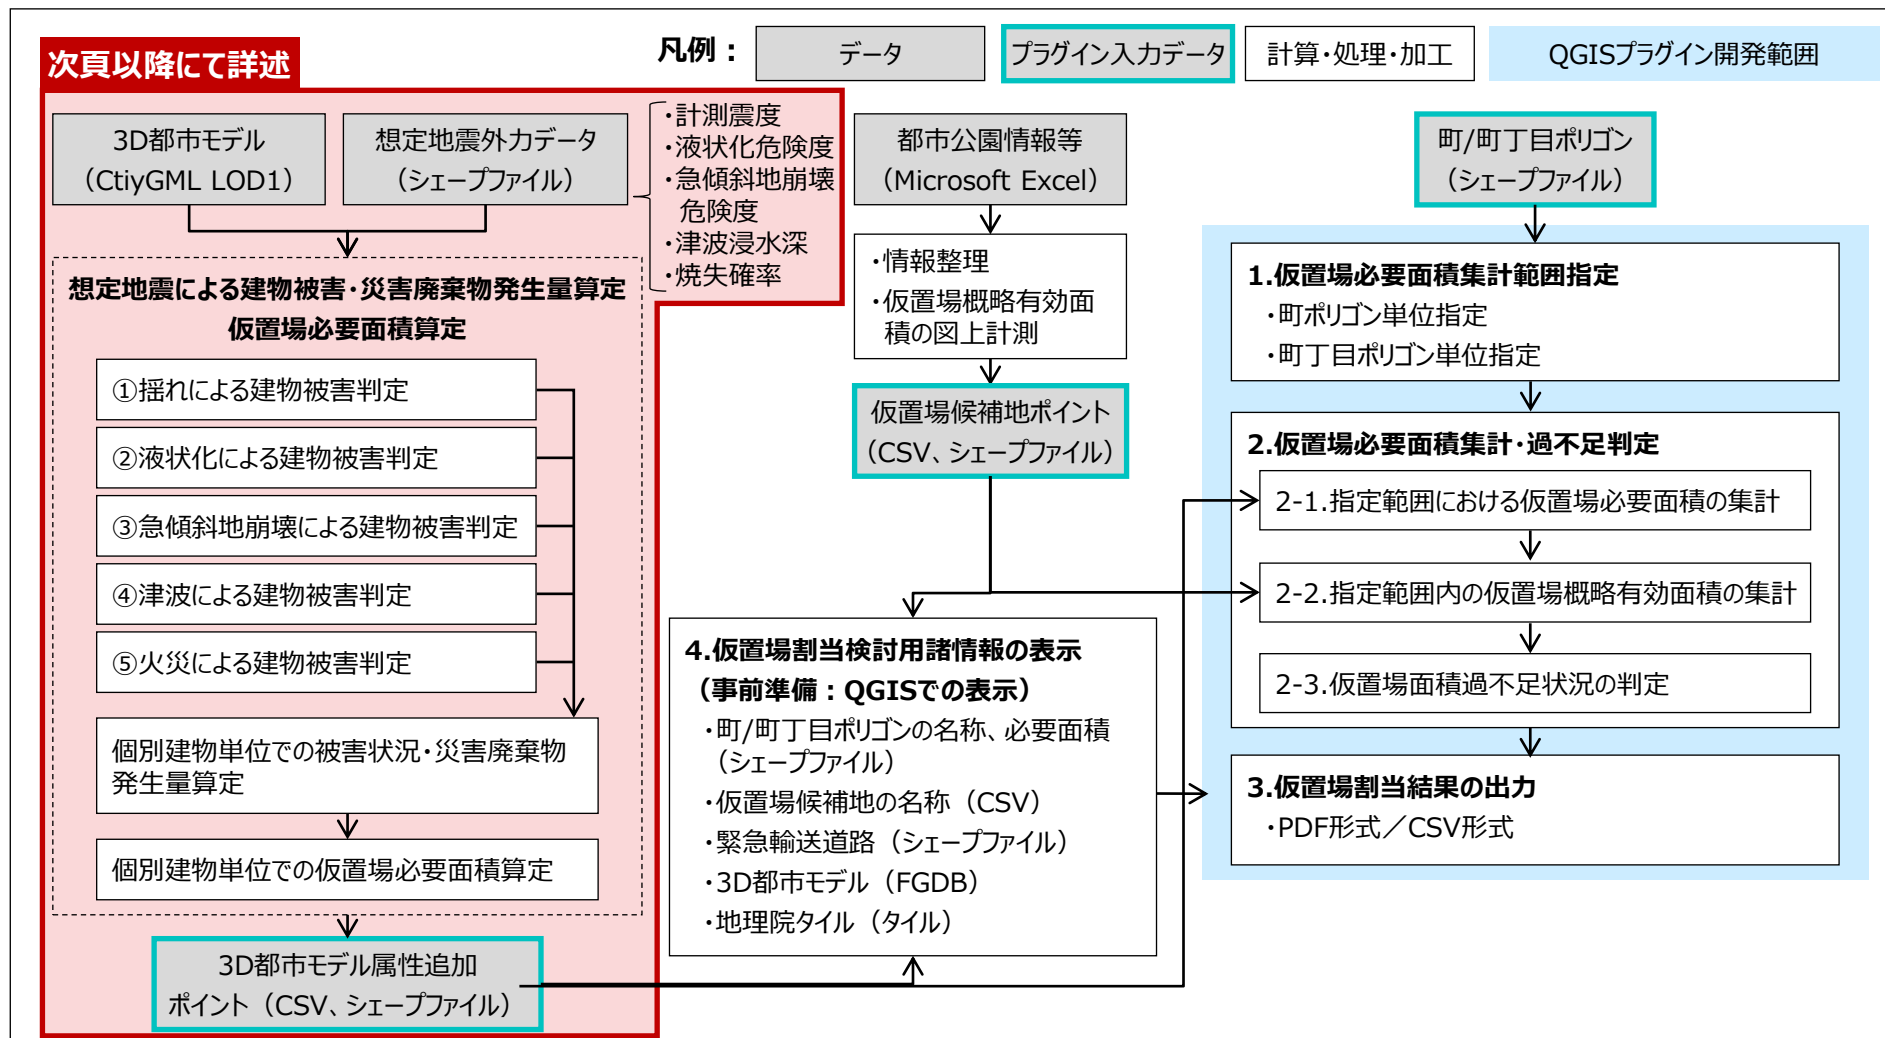 凡例：
データ
プラグイン入力データ
計算・処理・加工
QGISプラグイン開発範囲
次頁以降にて詳述
3D都市モデル
（CtiyGML LOD1）
想定地震外力データ
（シェープファイル）
・計測震度
・液状化危険度
・急傾斜地崩壊
危険度
・津波浸水深
・焼失確率
想定地震による建物被害・災害廃棄物発生量算定
仮置場必要面積算定
①揺れによる建物被害判定
②液状化による建物被害判定
③急傾斜地崩壊による建物被害判定
④津波による建物被害判定
⑤火災による建物被害判定
個別建物単位での被害状況・災害廃棄物
発生量算定
個別建物単位での仮置場必要面積算定
3D都市モデル属性追加
ポイント（CSV、シェープファイル）
都市公園情報等
（Microsoft Excel）
・情報整理
・仮置場概略有効面
積の図上計測
仮置場候補地ポイント
（CSV、シェープファイル）
4.仮置場割当検討用諸情報の表示
（事前準備：QGISでの表示）
・町/町丁目ポリゴンの名称、必要面積
（シェープファイル）
・仮置場候補地の名称（CSV）
・緊急輸送道路（シェープファイル）
・3D都市モデル（FGDB）
・地理院タイル（タイル）
町/町丁目ポリゴン
（シェープファイル）
1.仮置場必要面積集計範囲指定
・町ポリゴン単位指定
・町丁目ポリゴン単位指定
2.仮置場必要面積集計・過不足判定
2-1.指定範囲における仮置場必要面積の集計
2-2.指定範囲内の仮置場概略有効面積の集計
2-3.仮置場面積過不足状況の判定
3.仮置場割当結果の出力
・PDF形式／CSV形式